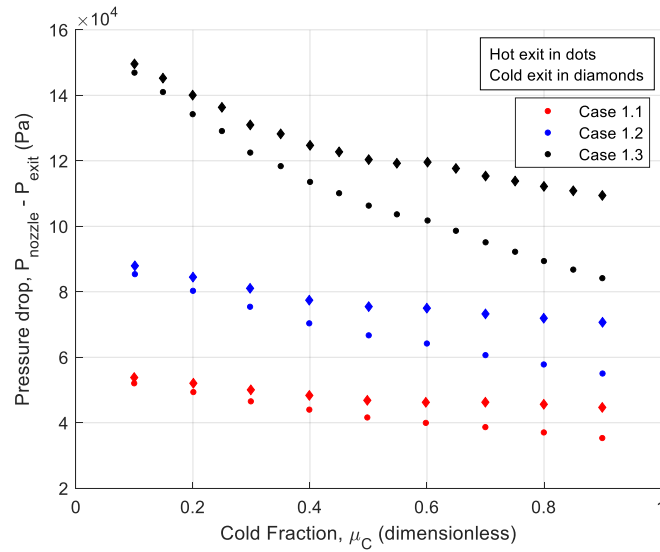 ×10⁴
16
14
12
10
8
6
4
2
0
0.2
0.4
0.6
0.8
1
Pressure drop, P_nozzle - P_exit (Pa)
Cold Fraction, μ_C (dimensionless)
Hot exit in dots
Cold exit in diamonds
Case 1.1
Case 1.2
Case 1.3